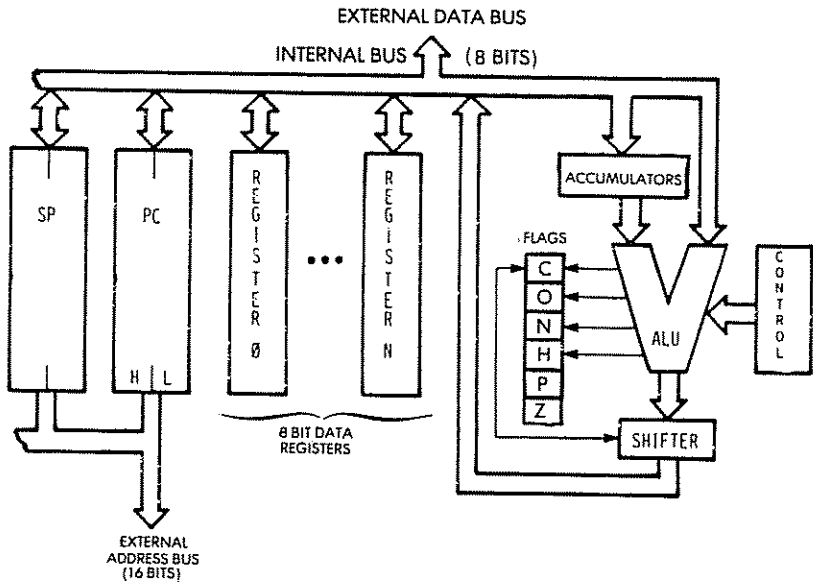 EXTERNAL DATA BUS
INTERNAL BUS (8 BITS)
SP
PC
REGISTER Ø
•••
REGISTER N
ACCUMULATORS
FLAGS
C
O
N
H
P
Z
ALU
CONTROL
H L
8 BIT DATA
REGISTERS
SHIFTER
EXTERNAL
ADDRESS BUS
(16 BITS)